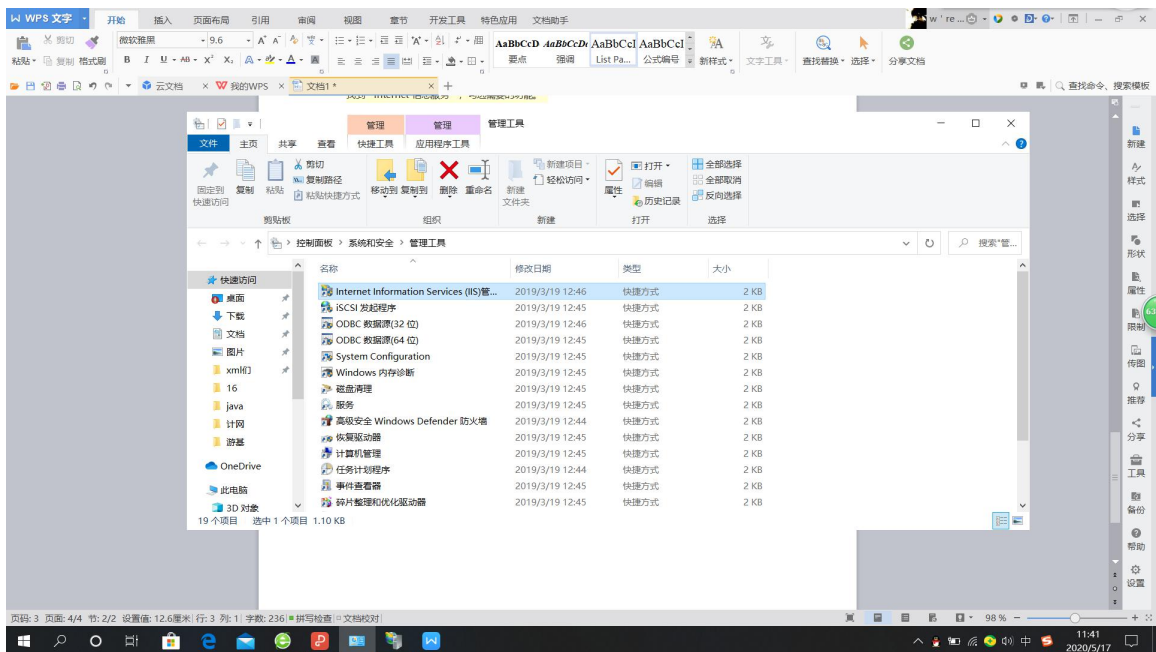 WPS 文字 开始 插入 页面布局 引用 审阅 视图 章节 开发工具 特色应用 文档助手 w ' re ...
剪切 微软雅黑 9.6 AaBbCcD AaBbCcDc AaBbCcI AaBbCcI
粘贴 复制 格式刷 B I U AB X² X₂ A A 要点 强调 List Pa... 公式编号 新样式 文字工具 查找替换 选择 分享文档
云文档 我的WPS 文档1 * 查找命令、搜索模板
管理 管理 管理工具
文件 主页 共享 查看 快捷工具 应用程序工具
固定到快速访问 复制 粘贴 剪切 复制路径 粘贴快捷方式 移动到 复制到 删除 重命名 新建文件夹 新建项目 轻松访问 属性 打开 编辑 历史记录 全部选择 全部取消 反向选择
剪贴板 组织 新建 打开 选择
控制面板 系统和安全 管理工具 搜索"管...
名称 修改日期 类型 大小
快速访问
桌面
下载
文档
图片
xml们
16
java
计网
游基
OneDrive
此电脑
3D 对象
Internet Information Services (IIS)管... 2019/3/19 12:46 快捷方式 2 KB
iSCSI 发起程序 2019/3/19 12:45 快捷方式 2 KB
ODBC 数据源(32 位) 2019/3/19 12:46 快捷方式 2 KB
ODBC 数据源(64 位) 2019/3/19 12:45 快捷方式 2 KB
System Configuration 2019/3/19 12:45 快捷方式 2 KB
Windows 内存诊断 2019/3/19 12:45 快捷方式 2 KB
磁盘清理 2019/3/19 12:45 快捷方式 2 KB
服务 2019/3/19 12:45 快捷方式 2 KB
高级安全 Windows Defender 防火墙 2019/3/19 12:44 快捷方式 2 KB
恢复驱动器 2019/3/19 12:45 快捷方式 2 KB
计算机管理 2019/3/19 12:45 快捷方式 2 KB
任务计划程序 2019/3/19 12:44 快捷方式 2 KB
事件查看器 2019/3/19 12:45 快捷方式 2 KB
碎片整理和优化驱动器 2019/3/19 12:45 快捷方式 2 KB
19 个项目 选中 1 个项目 1.10 KB
新建
样式
选择
形状
属性
63
限制
传图
推荐
分享
工具
备份
帮助
设置
页码: 3 页面: 4/4 节: 2/2 设置值: 12.6厘米 行: 3 列: 1 字数: 236 拼写检查 文档校对 98 %
中 11:41
2020/5/17